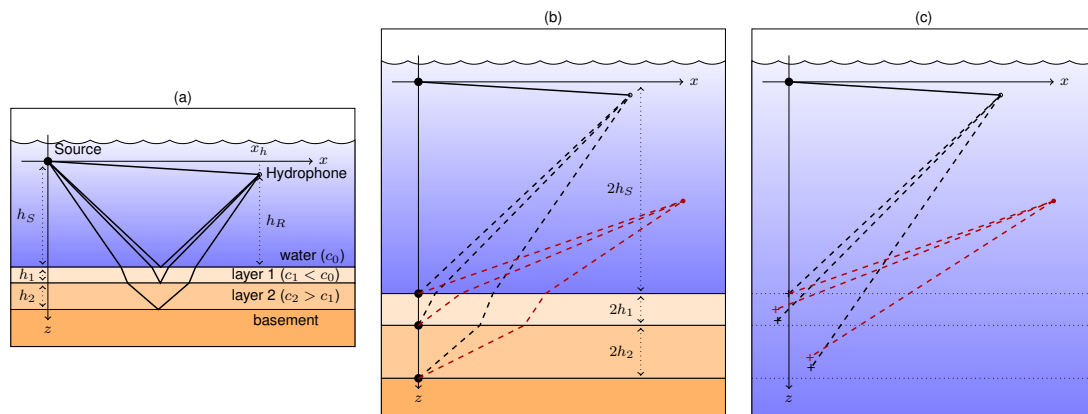 (a)
Source
x_h
x
Hydrophone
h_S
h_R
water (c_0)
h_1
layer 1 (c_1 < c_0)
h_2
layer 2 (c_2 > c_1)
basement
z
(b)
x
2h_S
2h_1
2h_2
z
(c)
x
z